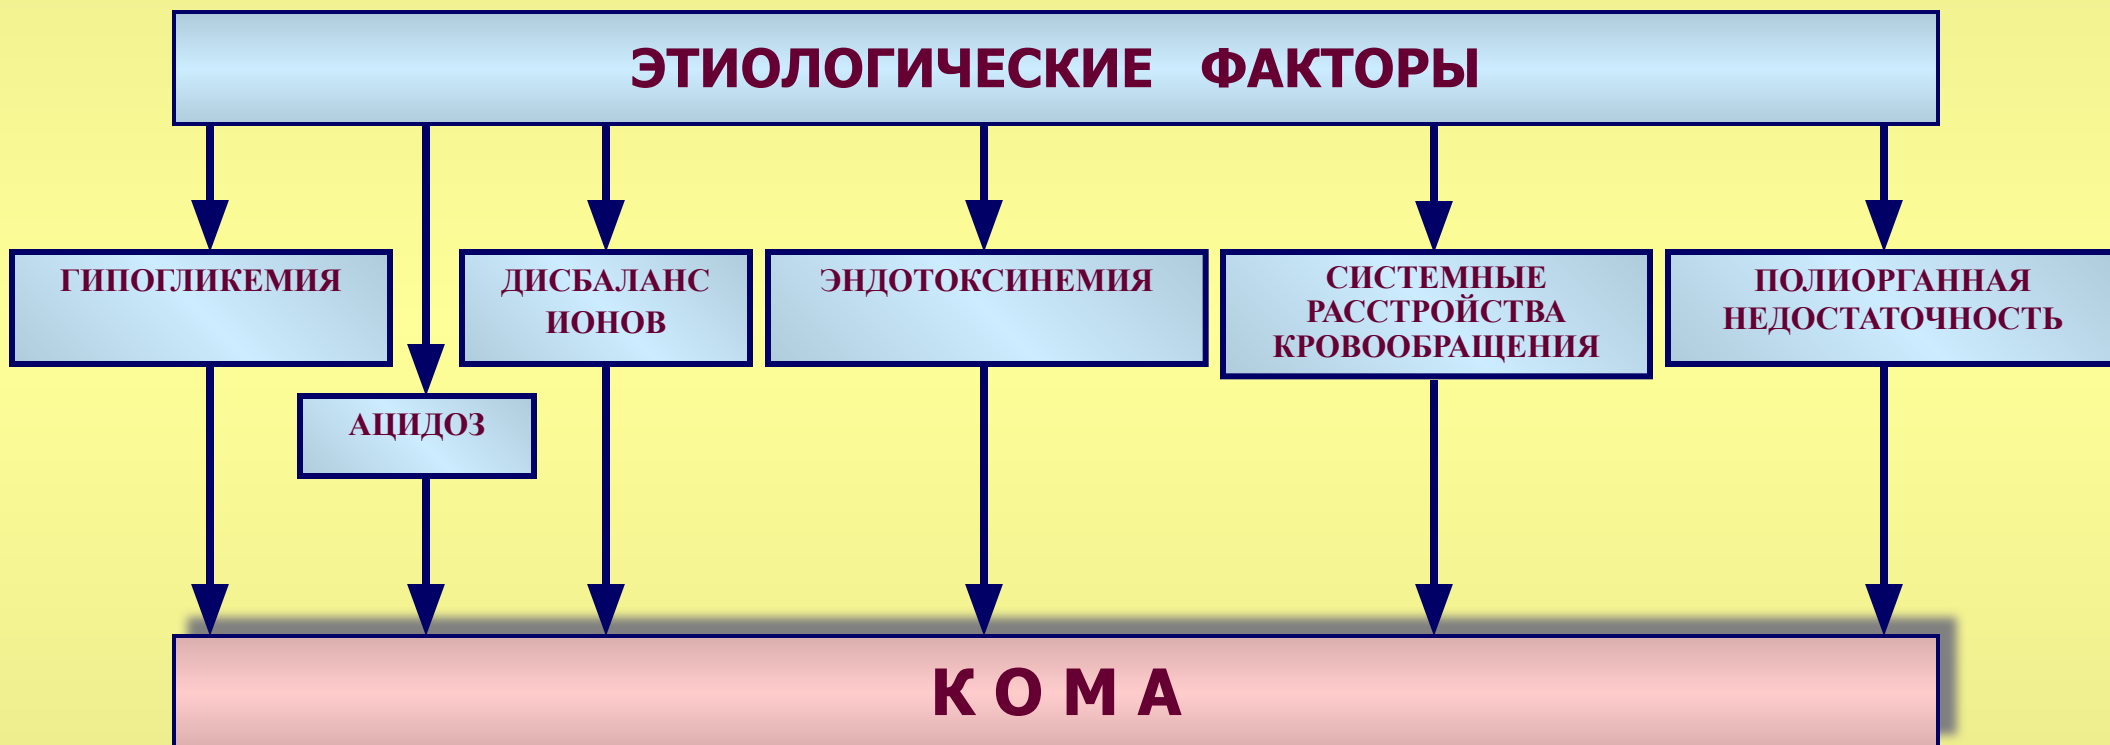 ЭТИОЛОГИЧЕСКИЕ ФАКТОРЫ
ГИПОГЛИКЕМИЯ
АЦИДОЗ
ДИСБАЛАНС
ИОНОВ
ЭНДОТОКСИНЕМИЯ
СИСТЕМНЫЕ
РАССТРОЙСТВА
КРОВООБРАЩЕНИЯ
ПОЛИОРГАННАЯ
НЕДОСТАТОЧНОСТЬ
К О М А